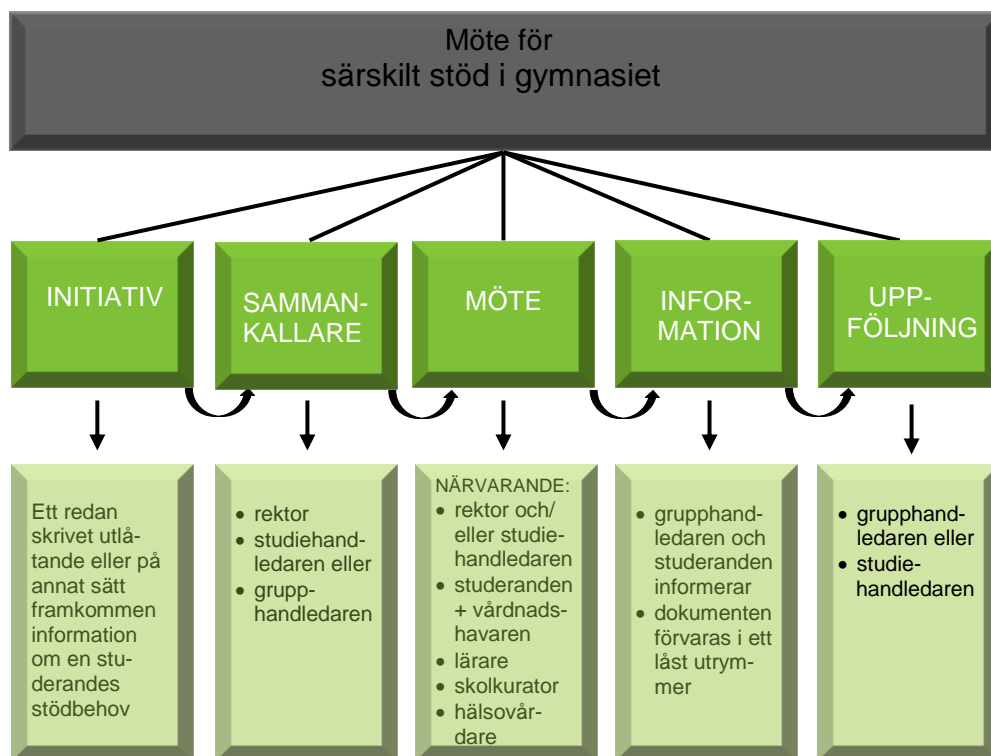 Möte för
särskilt stöd i gymnasiet
INITIATIV
SAMMAN-
KALLARE
MÖTE
INFOR-
MATION
UPP-
FÖLJNING
Ett redan
skrivet utlå-
tande eller på
annat sätt
framkommen
information
om en stu-
derandes
stödbehov
• rektor
• studiehand-
ledaren eller
• grupp-
handledaren
NÄRVARANDE:
• rektor och/
eller studie-
handledaren
• studeranden
+ vårdnads-
havaren
• lärare
• skolkurator
• hälsovår-
dare
• grupphand-
ledaren och
studeranden
informerar
• dokumenten
förvaras i ett
låst utrym-
mer
• grupphand-
ledaren eller
• studie-
handledaren